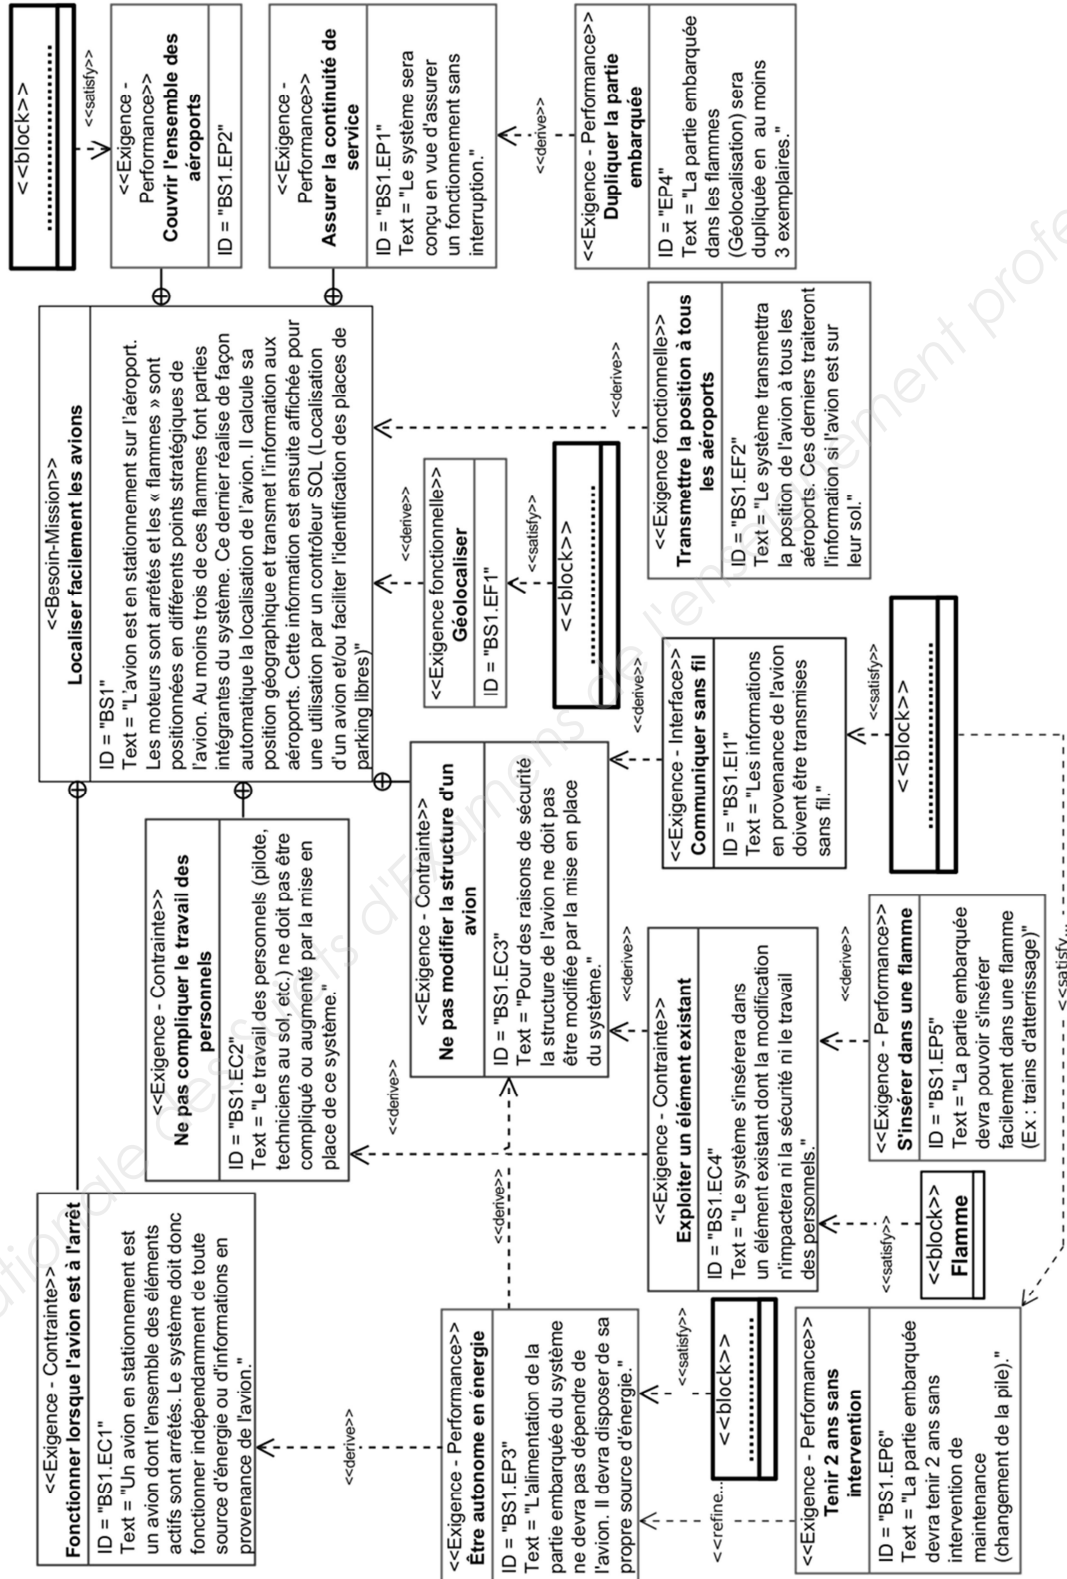 <<Besoin-Mission>>
Localiser facilement les avions
ID = "BS1"
Text = "L'avion est en stationnement sur l'aéroport.
Les moteurs sont arrêtés et les « flammes » sont
positionnées en différents points stratégiques de
l'avion. Au moins trois de ces flammes font parties
intégrantes du système. Ce dernier réalise de façon
automatique la localisation de l'avion. Il calcule sa
position géographique et transmet l'information aux
aéroports. Cette information est ensuite affichée pour
une utilisation par un contrôleur SOL (Localisation
d'un avion et/ou faciliter l'identification des places de
parking libres)"
<<block>>
..............................
<<satisfy>>
<<Exigence -
Performance>>
Couvrir l'ensemble des
aéroports
ID = "BS1.EP2"
<<Exigence -
Performance>>
Assurer la continuité de
service
ID = "BS1.EP1"
Text = "Le système sera
conçu en vue d'assurer
un fonctionnement sans
interruption."
<<derive>>
<<Exigence - Performance>>
Dupliquer la partie
embarquée
ID = "EP4"
Text = "La partie embarquée
dans les flammes
(Géolocalisation) sera
dupliquée en au moins
3 exemplaires."
<<Exigence - Contrainte>>
Fonctionner lorsque l'avion est à l'arrêt
ID = "BS1.EC1"
Text = "Un avion en stationnement est
un avion dont l'ensemble des éléments
actifs sont arrêtés. Le système doit donc
fonctionner indépendamment de toute
source d'énergie ou d'informations en
provenance de l'avion."
<<Exigence - Contrainte>>
Ne pas compliquer le travail des
personnels
ID = "BS1.EC2"
Text = "Le travail des personnels (pilote,
techniciens au sol, etc.) ne doit pas être
compliqué ou augmenté par la mise en
place de ce système."
<<Exigence - Contrainte>>
Ne pas modifier la structure d'un
avion
ID = "BS1.EC3"
Text = "Pour des raisons de sécurité
la structure de l'avion ne doit pas
être modifiée par la mise en place
du système."
<<derive>>
<<Exigence fonctionnelle>>
Géolocaliser
ID = "BS1.EF1"
<<satisfy>>
<<block>>
..............................
<<derive>>
<<Exigence fonctionnelle>>
Transmettre la position à tous
les aéroports
ID = "BS1.EF2"
Text = "Le système transmettra
la position de l'avion à tous les
aéroports. Ces derniers traiteront
l'information si l'avion est sur
leur sol."
<<derive>>
<<derive>>
<<derive>>
<<derive>>
<<derive>>
<<Exigence - Performance>>
Être autonome en énergie
ID = "BS1.EP3"
Text = "L'alimentation de la
partie embarquée du système
ne devra pas dépendre de
l'avion. Il devra disposer de sa
propre source d'énergie."
<<Exigence - Contrainte>>
Exploiter un élément existant
ID = "BS1.EC4"
Text = "Le système s'insérera dans
un élément existant dont la modification
n'impactera ni la sécurité ni le travail
des personnels."
<<Exigence - Interface>>
Communiquer sans fil
ID = "BS1.EI1"
Text = "Les informations
en provenance de l'avion
doivent être transmises
sans fil."
<<refine...
<<satisfy>>
<<block>>
..............................
<<satisfy>>
<<block>>
Flamme
<<derive>>
<<satisfy>>
<<block>>
..............................
<<Exigence - Performance>>
Tenir 2 ans sans
intervention
ID = "BS1.EP6"
Text = "La partie embarquée
devra tenir 2 ans sans
intervention de
maintenance
(changement de la pile)."
<<Exigence - Performance>>
S'insérer dans une flamme
ID = "BS1.EP5"
Text = "La partie embarquée
devra pouvoir s'insérer
facilement dans une flamme
(Ex : trains d'atterrissage)"
<<satisfy...
ationale des sujets d'Examens de l'enseignement profe